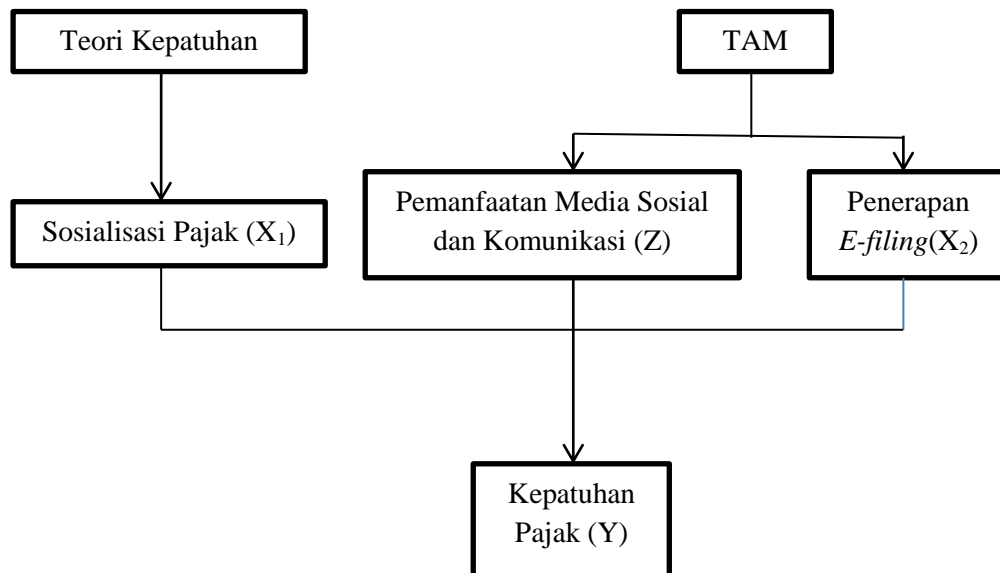 Teori Kepatuhan
TAM
Sosialisasi Pajak (X₁)
Pemanfaatan Media Sosial
dan Komunikasi (Z)
Penerapan
E-filing(X₂)
Kepatuhan
Pajak (Y)